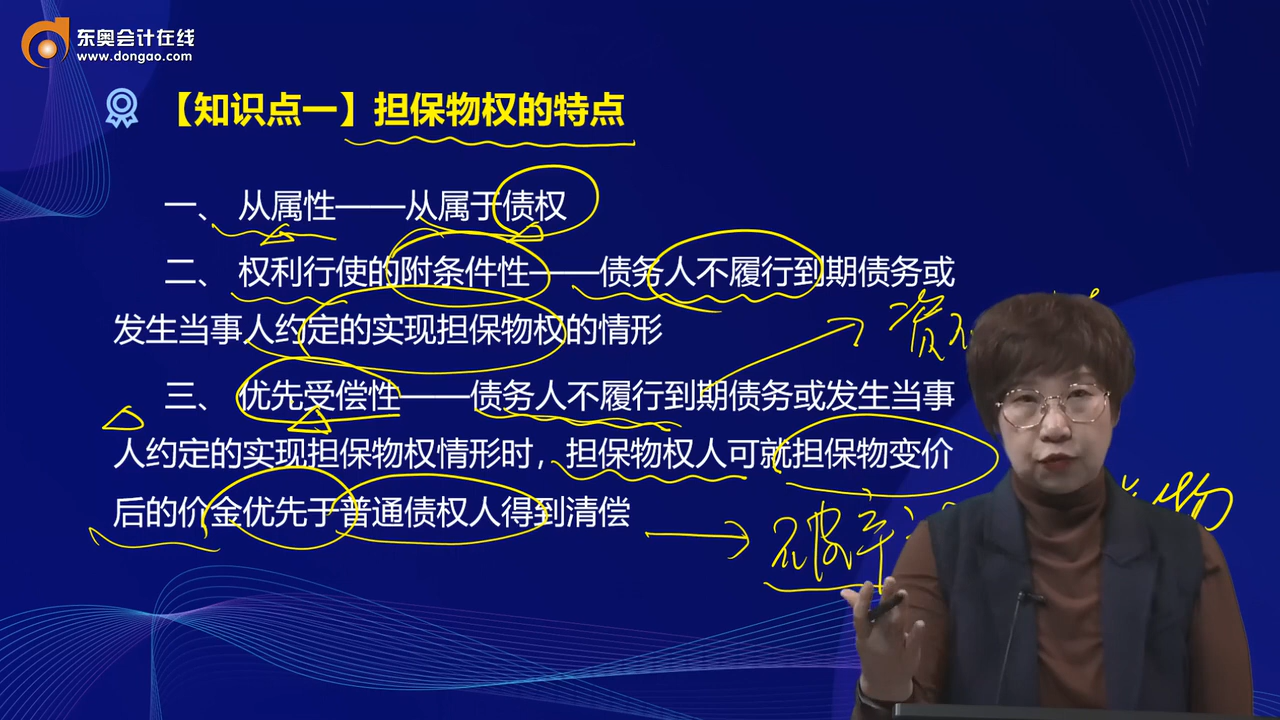 东奥会计在线
www.dongao.com
【知识点一】担保物权的特点
一、 从属性——从属于债权
二、 权利行使的附条件性——债务人不履行到期债务或
发生当事人约定的实现担保物权的情形
三、 优先受偿性——债务人不履行到期债务或发生当事
人约定的实现担保物权情形时，担保物权人可就担保物变价
后的价金优先于普通债权人得到清偿
资不
破产
物